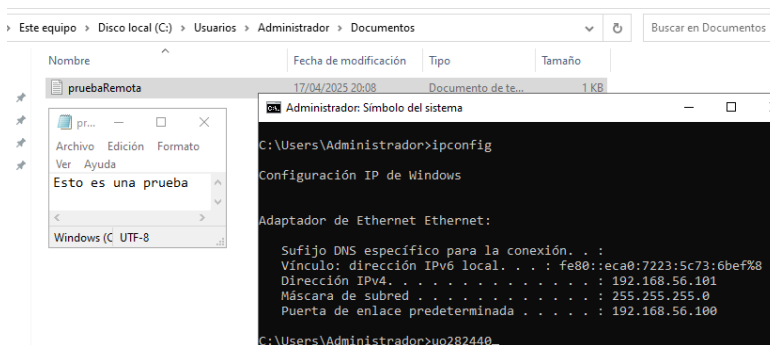 Este equipo > Disco local (C:) > Usuarios > Administrador > Documentos
Buscar en Documentos
Nombre Fecha de modificación Tipo Tamaño
pruebaRemota 17/04/2025 20:08 Documento de te... 1 KB
pr...
Archivo Edición Formato
Ver Ayuda
Esto es una prueba
Windows (C UTF-8
Administrador: Símbolo del sistema
C:\Users\Administrador>ipconfig
Configuración IP de Windows
Adaptador de Ethernet Ethernet:
Sufijo DNS específico para la conexión. . :
Vínculo: dirección IPv6 local. . . : fe80::eca0:7223:5c73:6bef%8
Dirección IPv4. . . . . . . . . . . . . . : 192.168.56.101
Máscara de subred . . . . . . . . . . . . : 255.255.255.0
Puerta de enlace predeterminada . . . . . : 192.168.56.100
C:\Users\Administrador>uo282440_